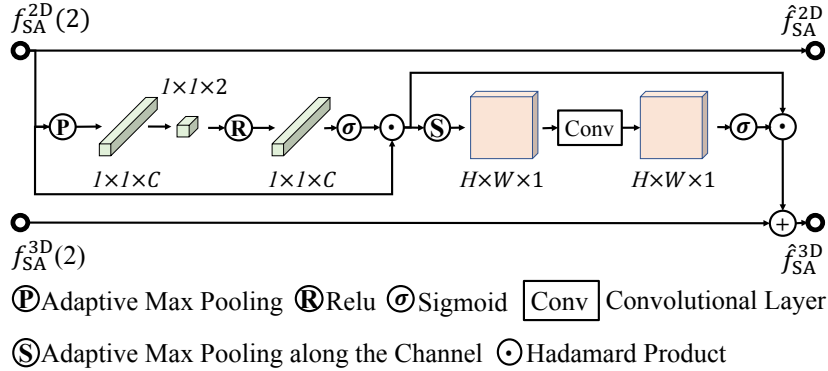 f_SA^2D(2) f̂_SA^2D
1×1×2
P R σ ⊙ S Conv σ ⊙
1×1×C 1×1×C H×W×1 H×W×1
+
f_SA^3D(2) f̂_SA^3D
P Adaptive Max Pooling R Relu σ Sigmoid Conv Convolutional Layer
S Adaptive Max Pooling along the Channel ⊙ Hadamard Product